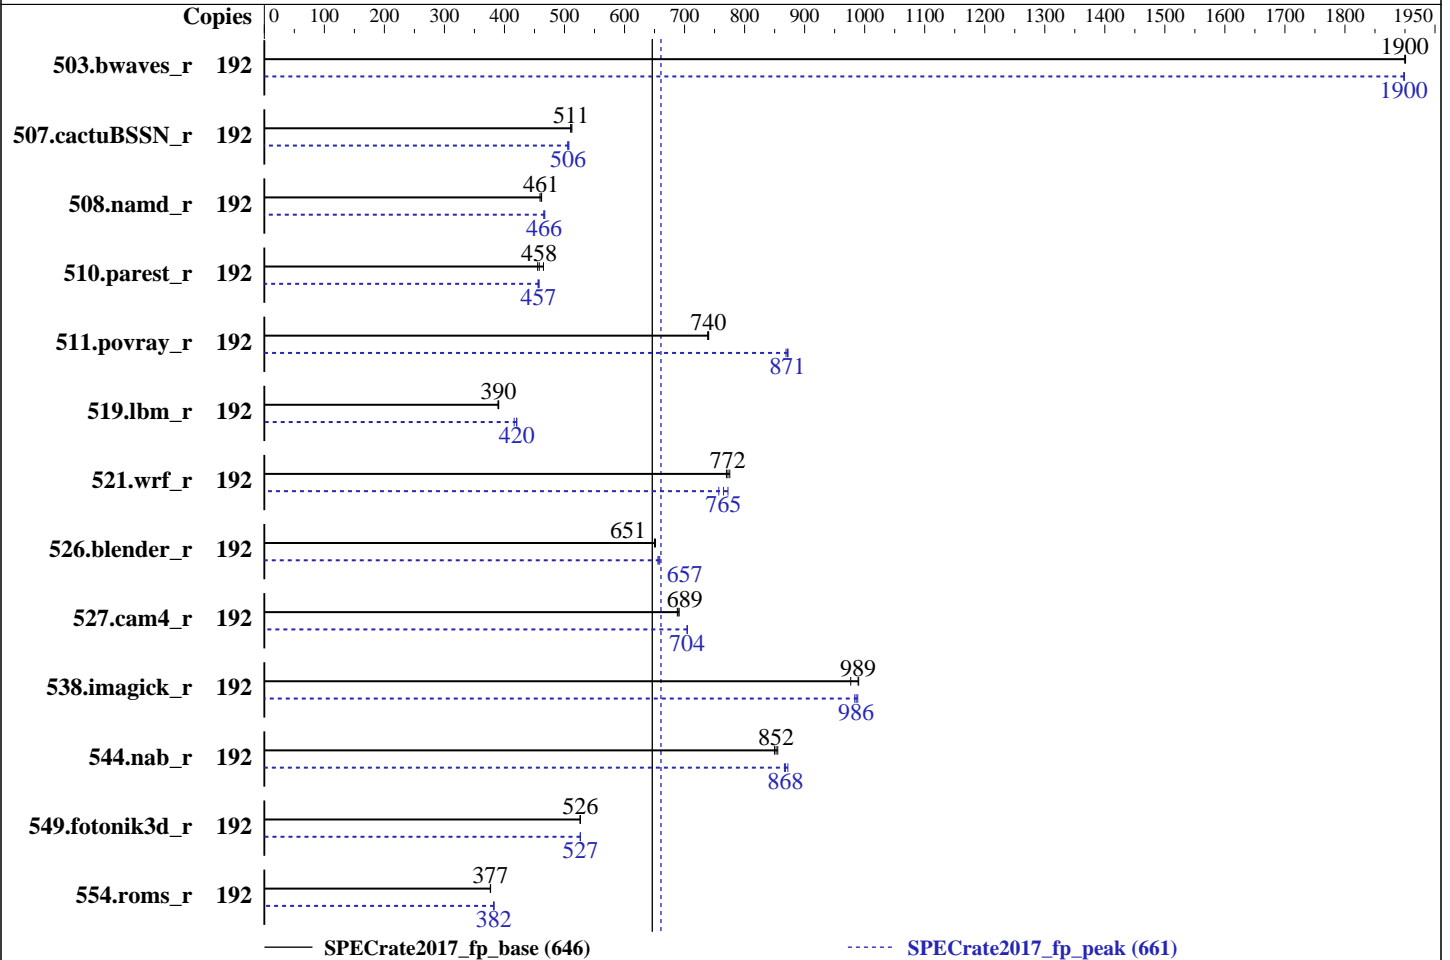 Copies 0 100 200 300 400 500 600 700 800 900 1000 1100 1200 1300 1400 1500 1600 1700 1800 1950
1900
503.bwaves_r 192
1900
511
507.cactuBSSN_r 192
506
461
508.namd_r 192
466
458
510.parest_r 192
457
740
511.povray_r 192
871
390
519.lbm_r 192
420
772
521.wrf_r 192
765
651
526.blender_r 192
657
689
527.cam4_r 192
704
989
538.imagick_r 192
986
852
544.nab_r 192
868
526
549.fotonik3d_r 192
527
377
554.roms_r 192
382
SPECrate2017_fp_base (646) SPECrate2017_fp_peak (661)